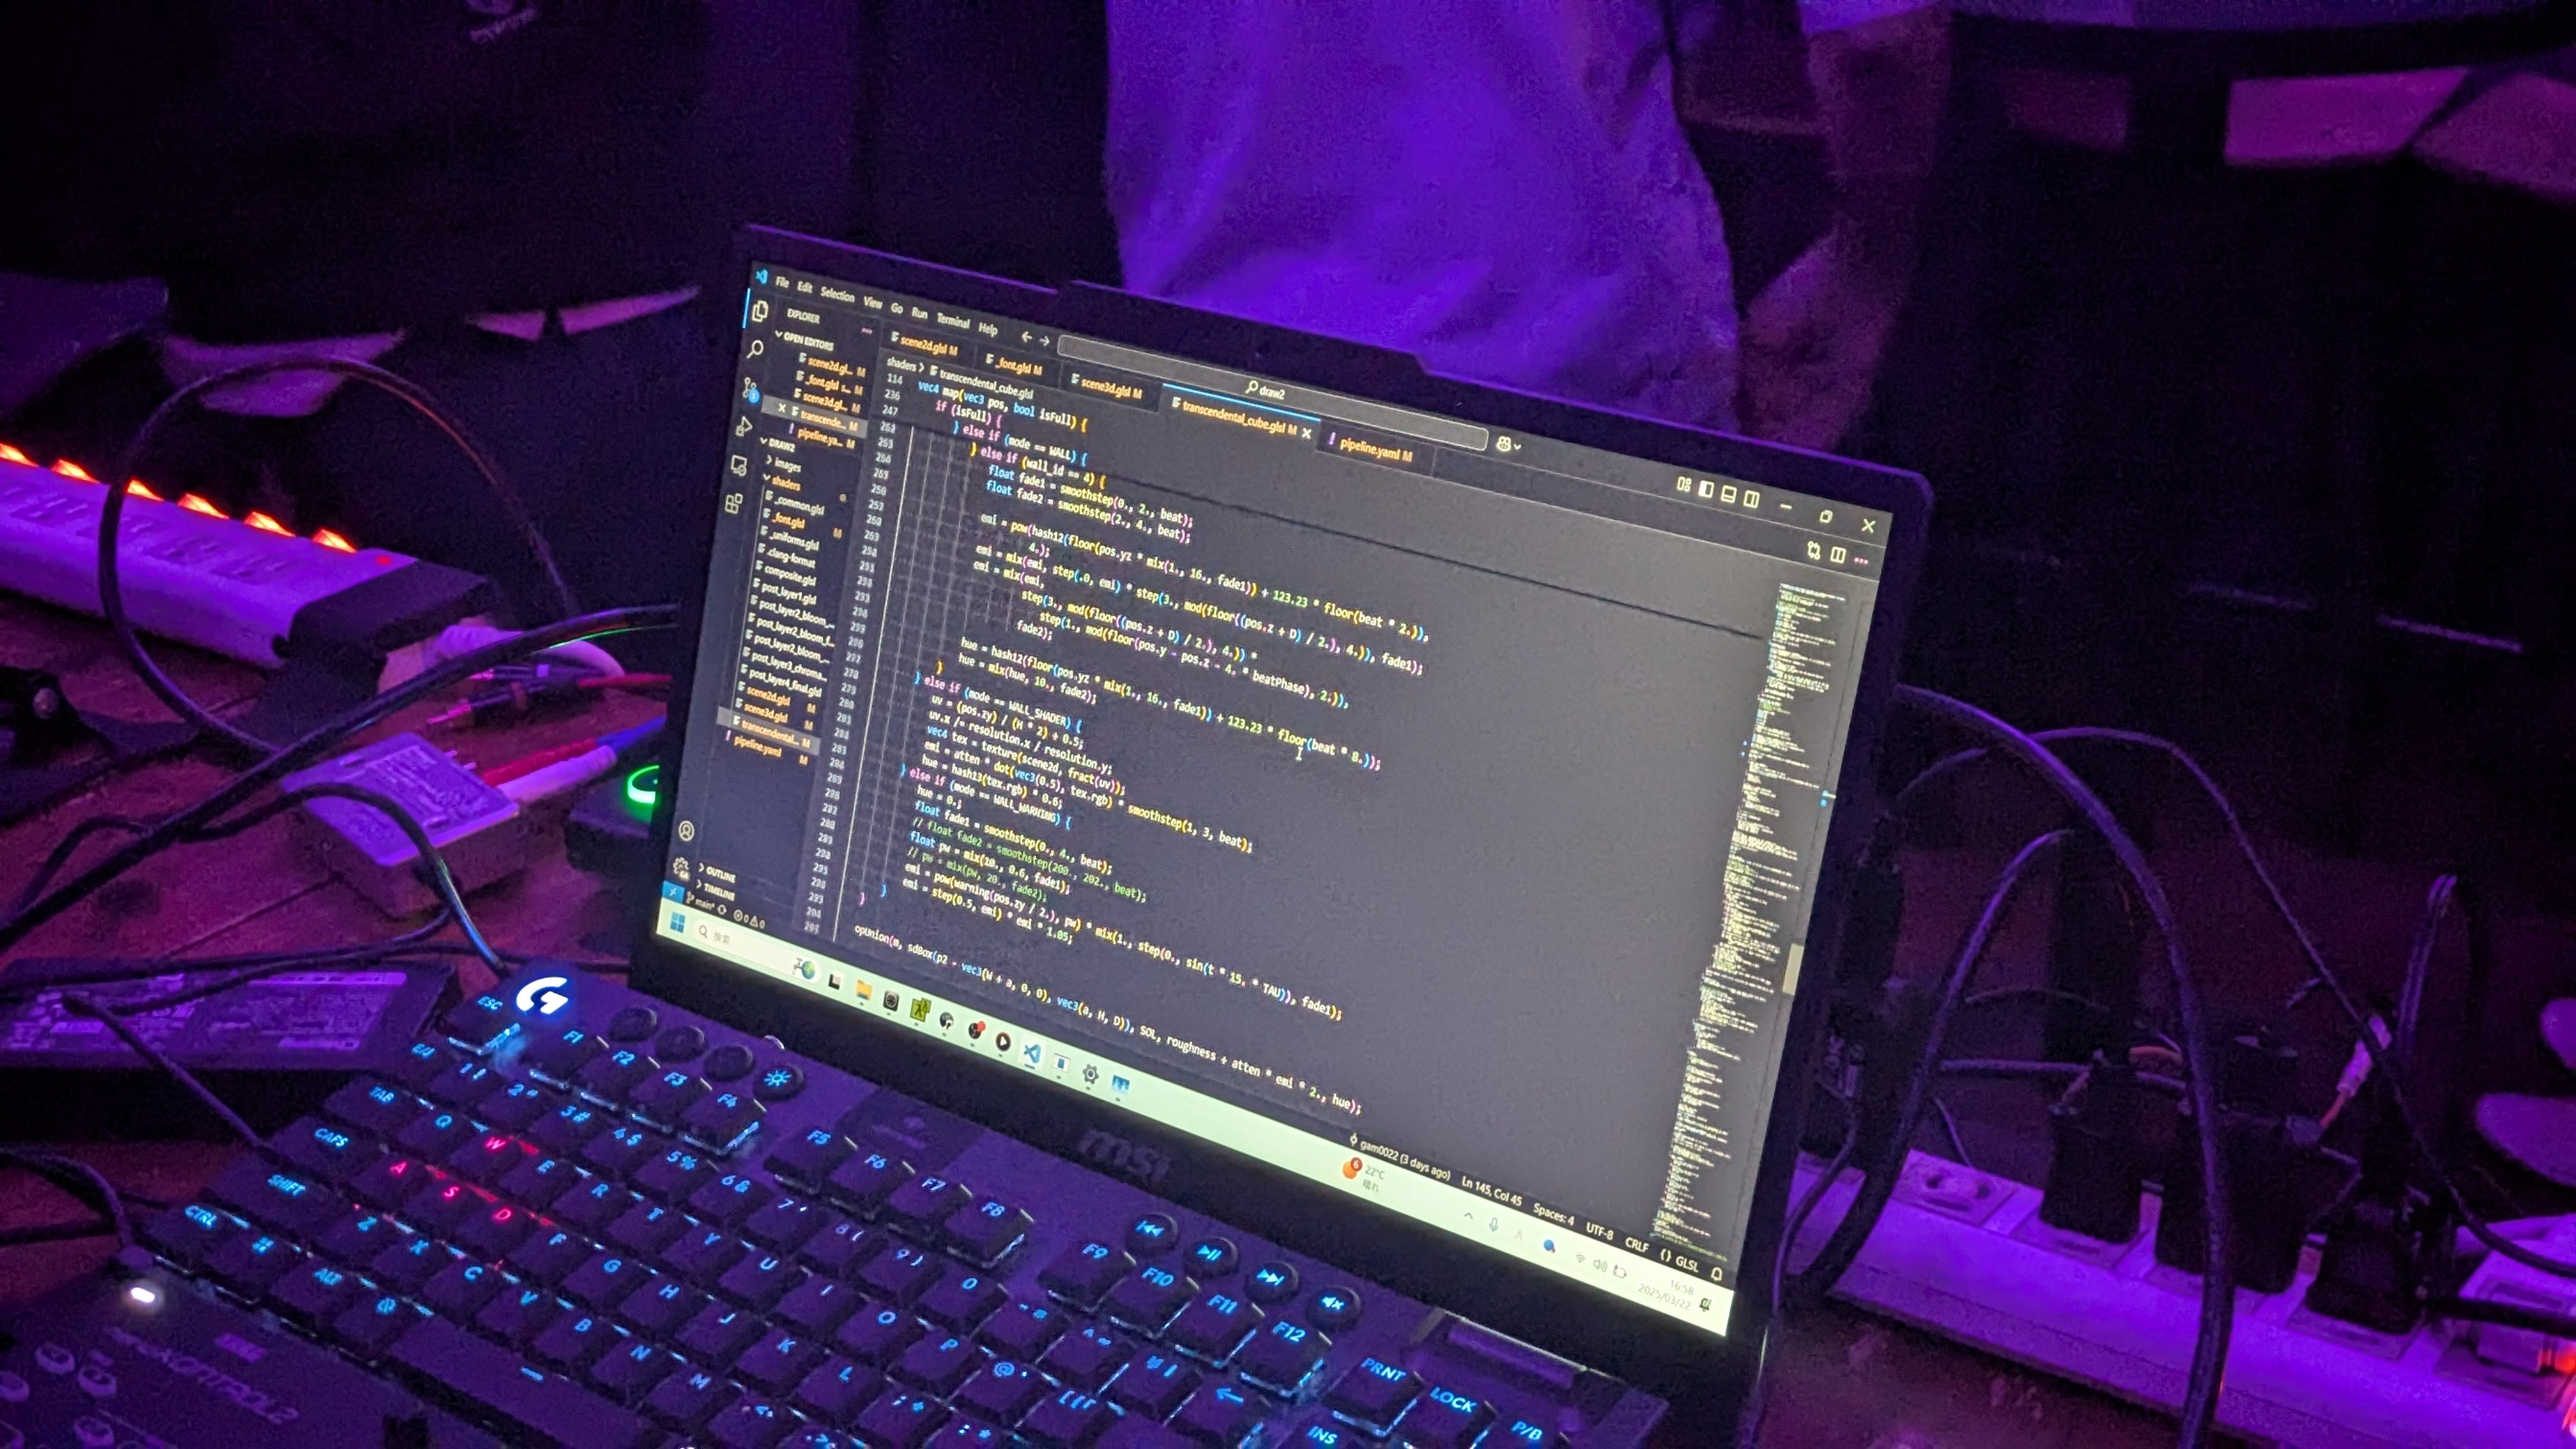 File Edit Selection View Go Run Terminal Help
draw2
EXPLORER
OPEN EDITORS
scene2d.gl... M
_font.glsl s... M
scene3d.gl... M
transcende... M
pipeline.ya... M
DRAW2
images
shaders
_common.glsl
_font.glsl M
_uniforms.glsl
.clang-format
composite.glsl
post_layer1.glsl
post_layer2_bloom_...
post_layer2_bloom_f...
post_layer2_bloom_...
post_layer3_chroma...
post_layer4_final.glsl
scene2d.glsl M
scene3d.glsl M
transcendental... M
pipeline.yaml M
OUTLINE
TIMELINE
scene2d.glsl M
_font.glsl M
scene3d.glsl M
transcendental_cube.glsl M
pipeline.yaml M
shaders > transcendental_cube.glsl
114 vec4 map(vec3 pos, bool isFull) {
236 if (isFull) {
247 } else if (mode == WALL) {
} else if (wall_id == 4) {
float fade1 = smoothstep(0., 2., beat);
float fade2 = smoothstep(2., 4., beat);
emi = pow(hash12(floor(pos.yz * mix(1., 16., fade1)) + 123.23 * floor(beat * 2.)),
4.);
emi = mix(emi, step(.0, emi) * step(3., mod(floor((pos.z + D) / 2.), 4.)), fade1);
emi = mix(emi,
step(3., mod(floor((pos.z + D) / 2.), 4.)) *
step(1., mod(floor(pos.y - pos.z - 4. * beatPhase), 2.)),
fade2);
hue = hash12(floor(pos.yz * mix(1., 16., fade1)) + 123.23 * floor(beat * 8.));
hue = mix(hue, 10., fade2);
}
} else if (mode == WALL_SHADER) {
uv = (pos.zy) / (H * 2) + 0.5;
uv.x /= resolution.x / resolution.y;
vec4 tex = texture(scene2d, fract(uv));
emi = atten * dot(vec3(0.5), tex.rgb) * smoothstep(1, 3, beat);
hue = hash13(tex.rgb) * 0.6;
} else if (mode == WALL_WARNING) {
hue = 0.;
float fade1 = smoothstep(0., 4., beat);
// float fade2 = smoothstep(200., 202., beat);
float pw = mix(10., 0.6, fade1);
// pw = mix(pw, 20., fade2);
emi = pow(warning(pos.zy / 2.), pw) * mix(1., step(0., sin(t * 15. * TAU)), fade1);
emi = step(0.5, emi) * emi * 1.05;
}
}
opUnion(m, sdBox(p2 - vec3(W + a, 0, 0), vec3(a, H, D)), SOL, roughness + atten * emi * 2., hue);
main* 0 0
gam0022 (3 days ago) Ln 145, Col 45 Spaces: 4 UTF-8 CRLF {} GLSL
検索
6 22°C
晴れ
16:58
2025/03/22
msi
G
ESC F1 F2 F3 F4 F5 F6 F7 F8 F9 F10 F11 F12 PRNT LOCK P/B
1! 2" 3# 4$ 5% 6& 7' 8( 9)
TAB Q W E R T Y U I O P @ INS
CAPS A S D F G H J K L
SHIFT Z X C V B N M
CTRL ALT